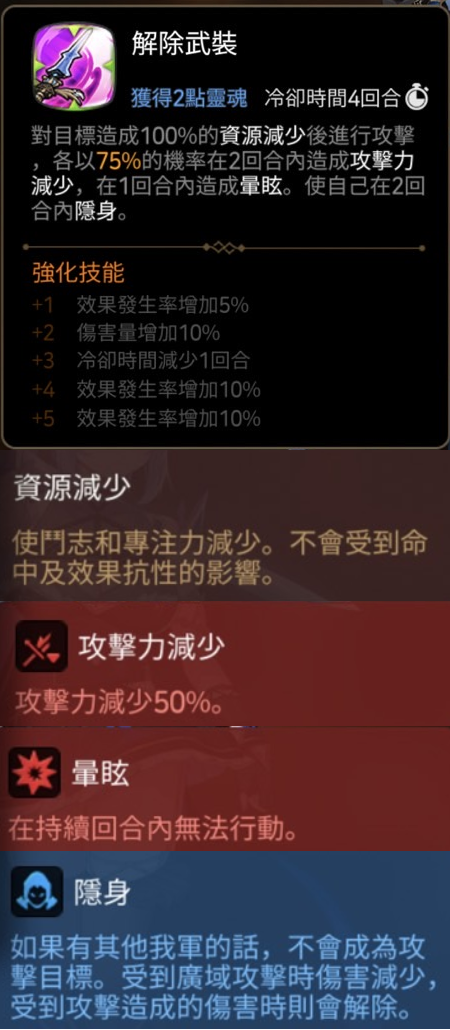 解除武裝
獲得2點靈魂 冷卻時間4回合
對目標造成100%的資源減少後進行攻擊
，各以75%的機率在2回合內造成攻擊力
減少，在1回合內造成暈眩。使自己在2回
合內隱身。
強化技能
+1 效果發生率增加5%
+2 傷害量增加10%
+3 冷卻時間減少1回合
+4 效果發生率增加10%
+5 效果發生率增加10%
資源減少
使鬥志和專注力減少。不會受到命
中及效果抗性的影響。
攻擊力減少
攻擊力減少50%。
暈眩
在持續回合內無法行動。
隱身
如果有其他我軍的話，不會成為攻
擊目標。受到廣域攻擊時傷害減少，
受到攻擊造成的傷害時則會解除。